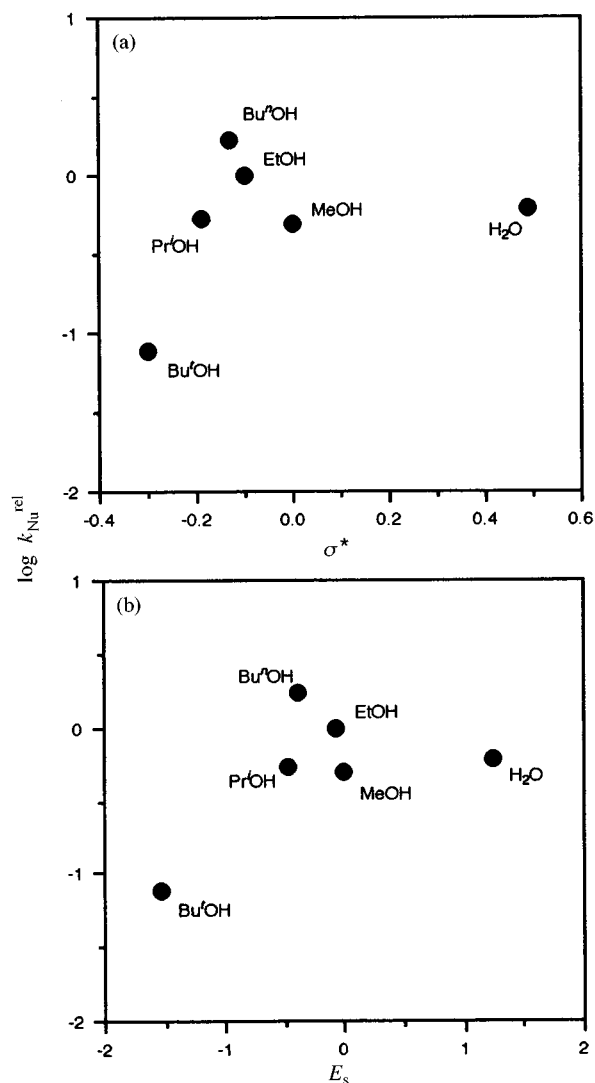 1
(a)
BuⁿOH
EtOH
0
MeOH
PrⁱOH
H₂O
-1
BuᵗOH
-2
-0.4 -0.2 0.0 0.2 0.4 0.6
σ*
log k_Nu^rel
1
(b)
BuⁿOH
EtOH
0
PrⁱOH
MeOH
H₂O
-1
BuᵗOH
-2
-2 -1 0 1 2
Eₛ